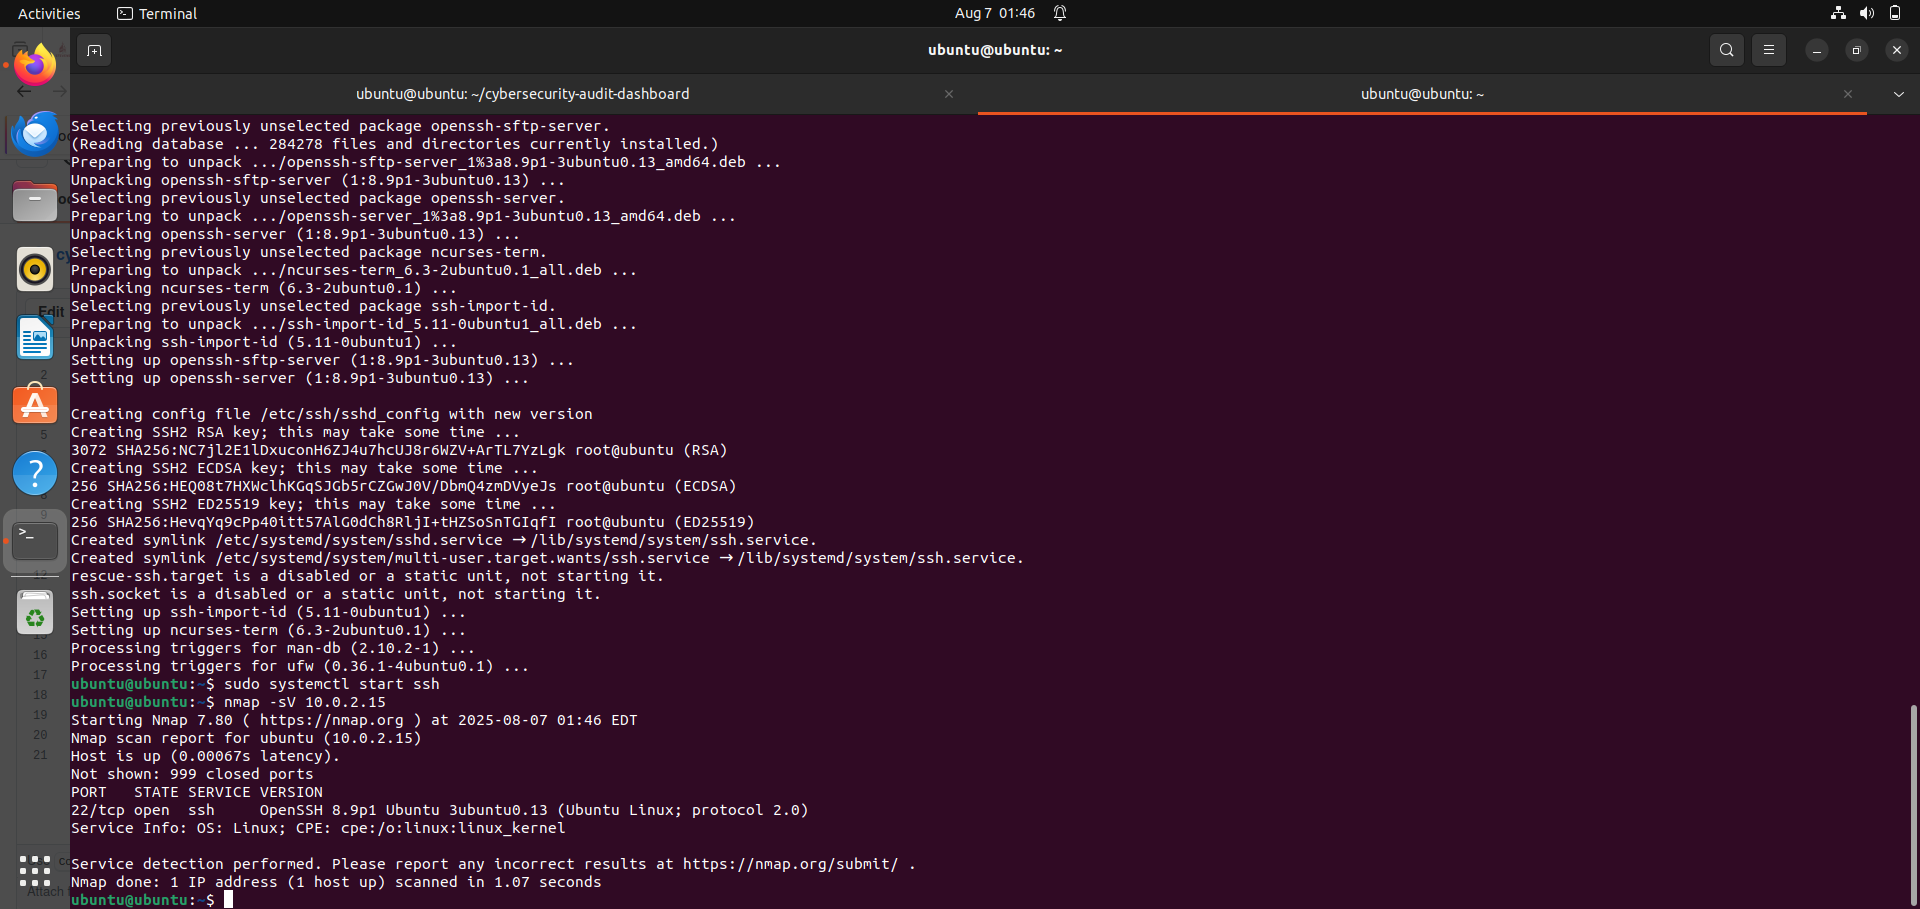 Activities
Terminal
Aug 7 01:46
ubuntu@ubuntu: ~
ubuntu@ubuntu: ~/cybersecurity-audit-dashboard
ubuntu@ubuntu: ~
Selecting previously unselected package openssh-sftp-server.
(Reading database ... 284278 files and directories currently installed.)
Preparing to unpack .../openssh-sftp-server_1%3a8.9p1-3ubuntu0.13_amd64.deb ...
Unpacking openssh-sftp-server (1:8.9p1-3ubuntu0.13) ...
Selecting previously unselected package openssh-server.
Preparing to unpack .../openssh-server_1%3a8.9p1-3ubuntu0.13_amd64.deb ...
Unpacking openssh-server (1:8.9p1-3ubuntu0.13) ...
Selecting previously unselected package ncurses-term.
Preparing to unpack .../ncurses-term_6.3-2ubuntu0.1_all.deb ...
Unpacking ncurses-term (6.3-2ubuntu0.1) ...
Selecting previously unselected package ssh-import-id.
Preparing to unpack .../ssh-import-id_5.11-0ubuntu1_all.deb ...
Unpacking ssh-import-id (5.11-0ubuntu1) ...
Setting up openssh-sftp-server (1:8.9p1-3ubuntu0.13) ...
Setting up openssh-server (1:8.9p1-3ubuntu0.13) ...
Creating config file /etc/ssh/sshd_config with new version
Creating SSH2 RSA key; this may take some time ...
3072 SHA256:NC7jl2E1lDxuconH6ZJ4u7hcUJ8r6WZV+ArTL7YzLgk root@ubuntu (RSA)
Creating SSH2 ECDSA key; this may take some time ...
256 SHA256:HEQ08t7HXWclhKGqSJGb5rCZGwJ0V/DbmQ4zmDVyeJs root@ubuntu (ECDSA)
Creating SSH2 ED25519 key; this may take some time ...
256 SHA256:HevqYq9cPp40itt57AlG0dCh8RljI+tHZSoSnTGIqfI root@ubuntu (ED25519)
Created symlink /etc/systemd/system/sshd.service → /lib/systemd/system/ssh.service.
Created symlink /etc/systemd/system/multi-user.target.wants/ssh.service → /lib/systemd/system/ssh.service.
rescue-ssh.target is a disabled or a static unit, not starting it.
ssh.socket is a disabled or a static unit, not starting it.
Setting up ssh-import-id (5.11-0ubuntu1) ...
Setting up ncurses-term (6.3-2ubuntu0.1) ...
Processing triggers for man-db (2.10.2-1) ...
Processing triggers for ufw (0.36.1-4ubuntu0.1) ...
ubuntu@ubuntu:~$ sudo systemctl start ssh
ubuntu@ubuntu:~$ nmap -sV 10.0.2.15
Starting Nmap 7.80 ( https://nmap.org ) at 2025-08-07 01:46 EDT
Nmap scan report for ubuntu (10.0.2.15)
Host is up (0.00067s latency).
Not shown: 999 closed ports
PORT   STATE SERVICE VERSION
22/tcp open  ssh     OpenSSH 8.9p1 Ubuntu 3ubuntu0.13 (Ubuntu Linux; protocol 2.0)
Service Info: OS: Linux; CPE: cpe:/o:linux:linux_kernel
Service detection performed. Please report any incorrect results at https://nmap.org/submit/ .
Nmap done: 1 IP address (1 host up) scanned in 1.07 seconds
ubuntu@ubuntu:~$
Edit
2
5
9
16
17
18
19
20
21
Attach